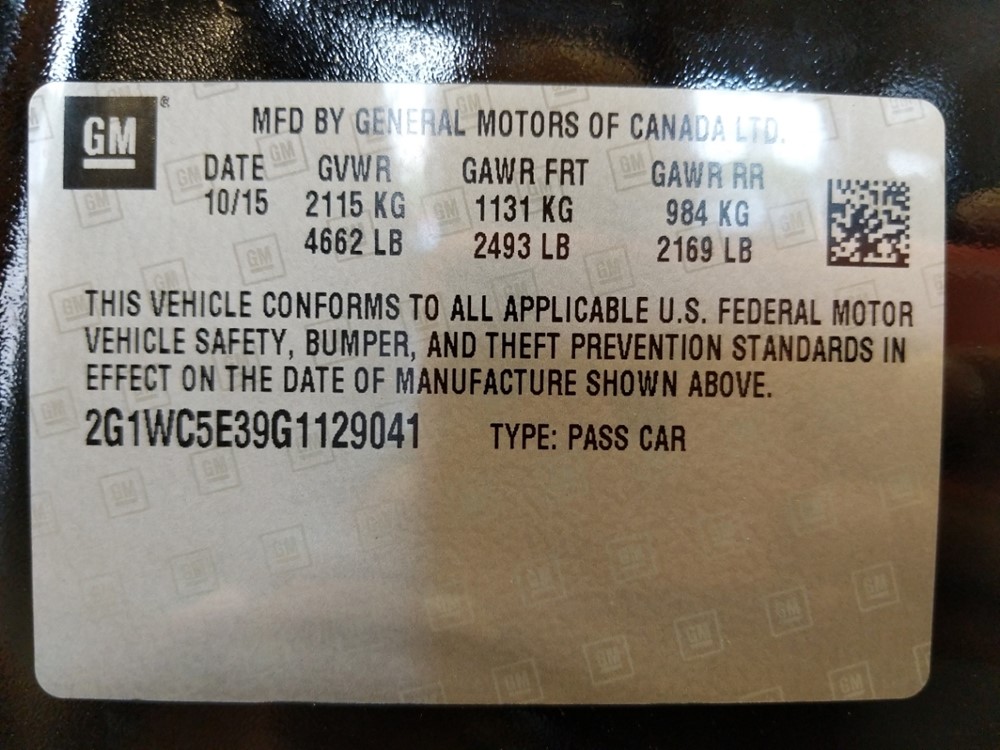 GM®
MFD BY GENERAL MOTORS OF CANADA LTD.
DATE GVWR GAWR FRT GAWR RR
10/15 2115 KG 1131 KG 984 KG
4662 LB 2493 LB 2169 LB
THIS VEHICLE CONFORMS TO ALL APPLICABLE U.S. FEDERAL MOTOR
VEHICLE SAFETY, BUMPER, AND THEFT PREVENTION STANDARDS IN
EFFECT ON THE DATE OF MANUFACTURE SHOWN ABOVE.
2G1WC5E39G1129041 TYPE: PASS CAR